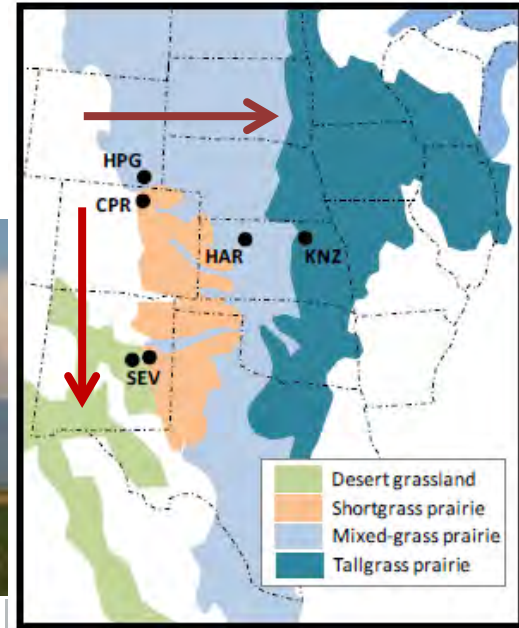 HPG
CPR
HAR
KNZ
SEV
Desert grassland
Shortgrass prairie
Mixed-grass prairie
Tallgrass prairie